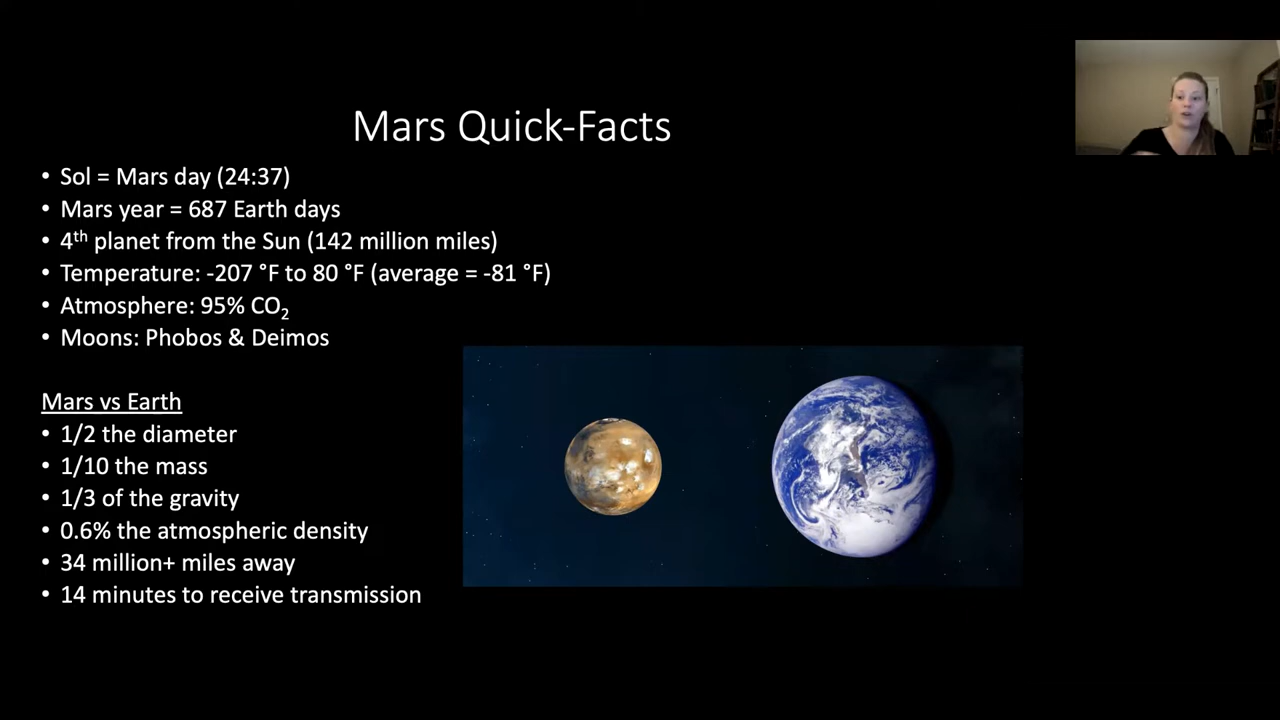 Mars Quick-Facts
• Sol = Mars day (24:37)
• Mars year = 687 Earth days
• 4th planet from the Sun (142 million miles)
• Temperature: -207 °F to 80 °F (average = -81 °F)
• Atmosphere: 95% CO₂
• Moons: Phobos & Deimos
Mars vs Earth
• 1/2 the diameter
• 1/10 the mass
• 1/3 of the gravity
• 0.6% the atmospheric density
• 34 million+ miles away
• 14 minutes to receive transmission